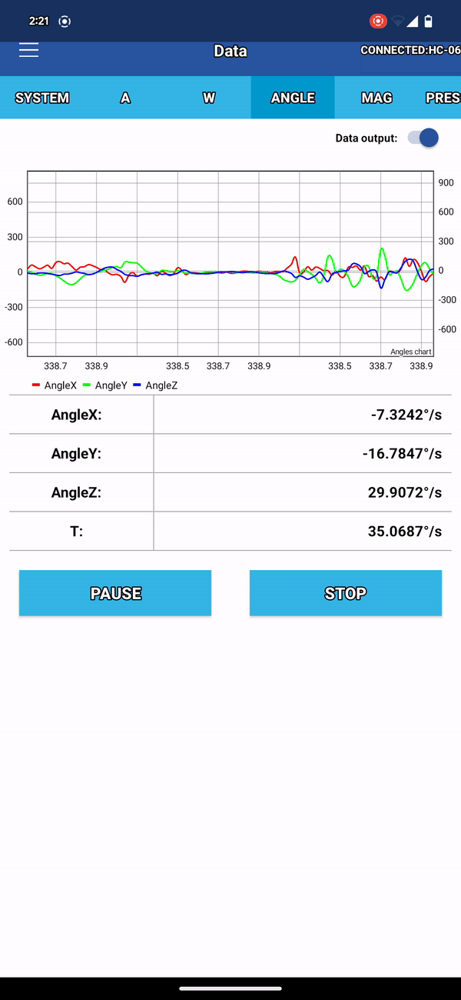 2:21
Data
CONNECTED:HC-06
SYSTEM A W ANGLE MAG PRES
Data output:
900
600 600
300 300
0 0
-300 -300
-600 -600
Angles chart
338.7 338.9 338.5 338.7 338.9 338.5 338.7 338.9
AngleX AngleY AngleZ
AngleX: -7.3242°/s
AngleY: -16.7847°/s
AngleZ: 29.9072°/s
T: 35.0687°/s
PAUSE STOP